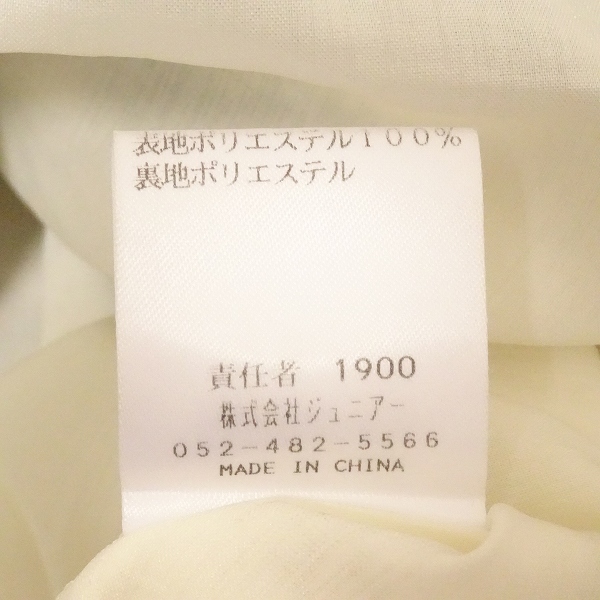 表地ポリエステル100%
裏地ポリエステル
責任者 1900
株式会社ジュニアー
052-482-5566
MADE IN CHINA